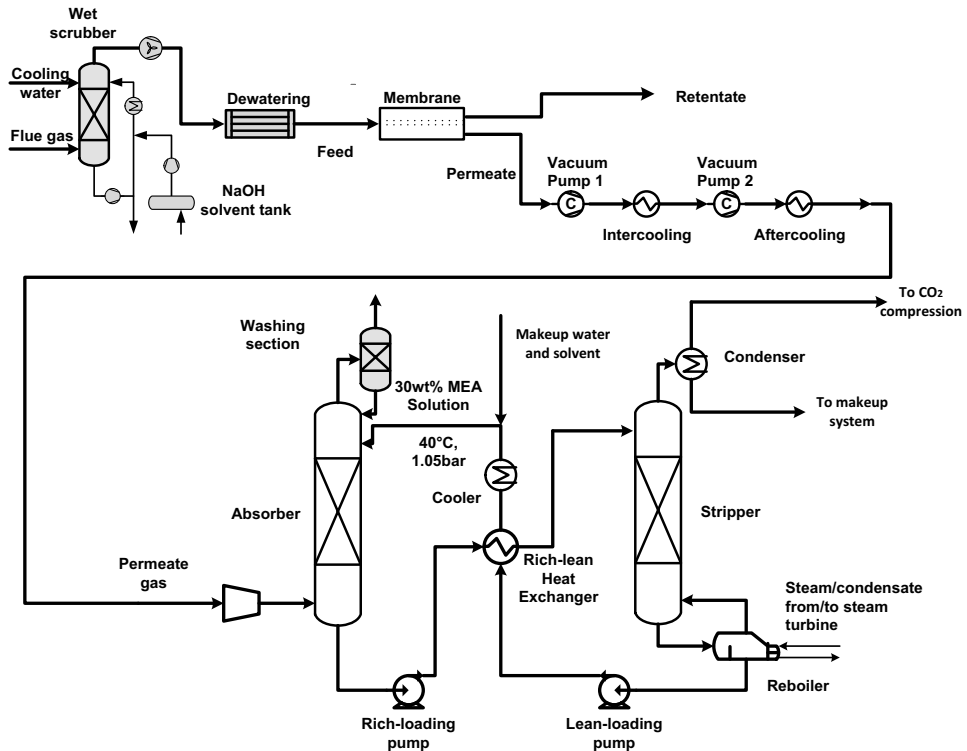 Wet
scrubber
Cooling
water
Flue gas
NaOH
solvent tank
Dewatering
Feed
Membrane
Retentate
Permeate
Vacuum
Pump 1
Vacuum
Pump 2
C
C
Intercooling
Aftercooling
Washing
section
Makeup water
and solvent
To CO₂
compression
Condenser
To makeup
system
30wt% MEA
Solution
40°C,
1.05bar
Cooler
Absorber
Stripper
Rich-lean
Heat
Exchanger
Permeate
gas
Steam/condensate
from/to steam
turbine
Reboiler
Rich-loading
pump
Lean-loading
pump